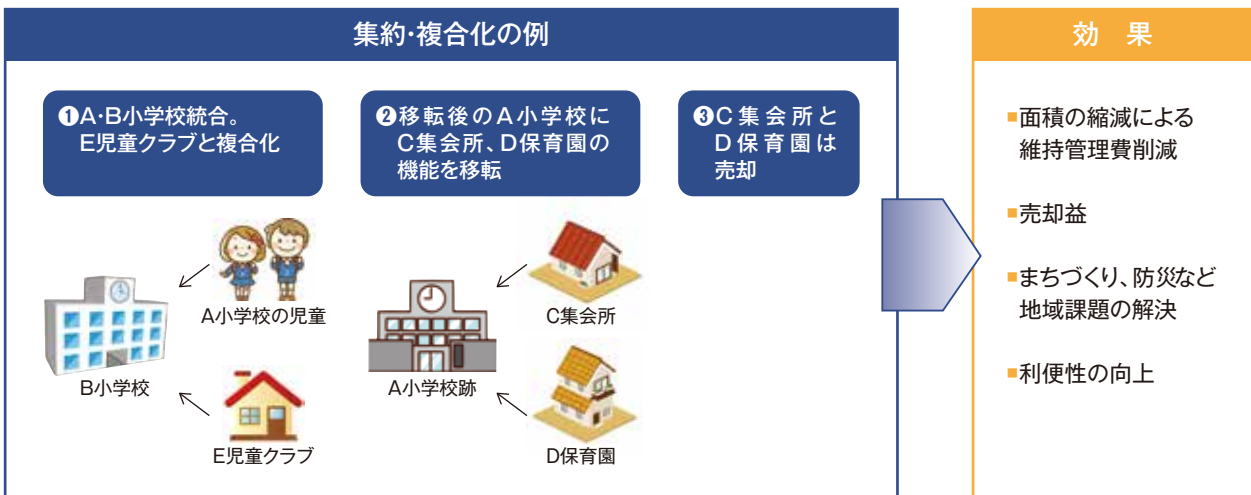 集約・複合化の例
❶A・B小学校統合。
E児童クラブと複合化
❷移転後のA小学校に
C集会所、D保育園の
機能を移転
❸C集会所と
D保育園は
売却
A小学校の児童
B小学校
E児童クラブ
C集会所
A小学校跡
D保育園
効 果
■面積の縮減による
維持管理費削減
■売却益
■まちづくり、防災など
地域課題の解決
■利便性の向上